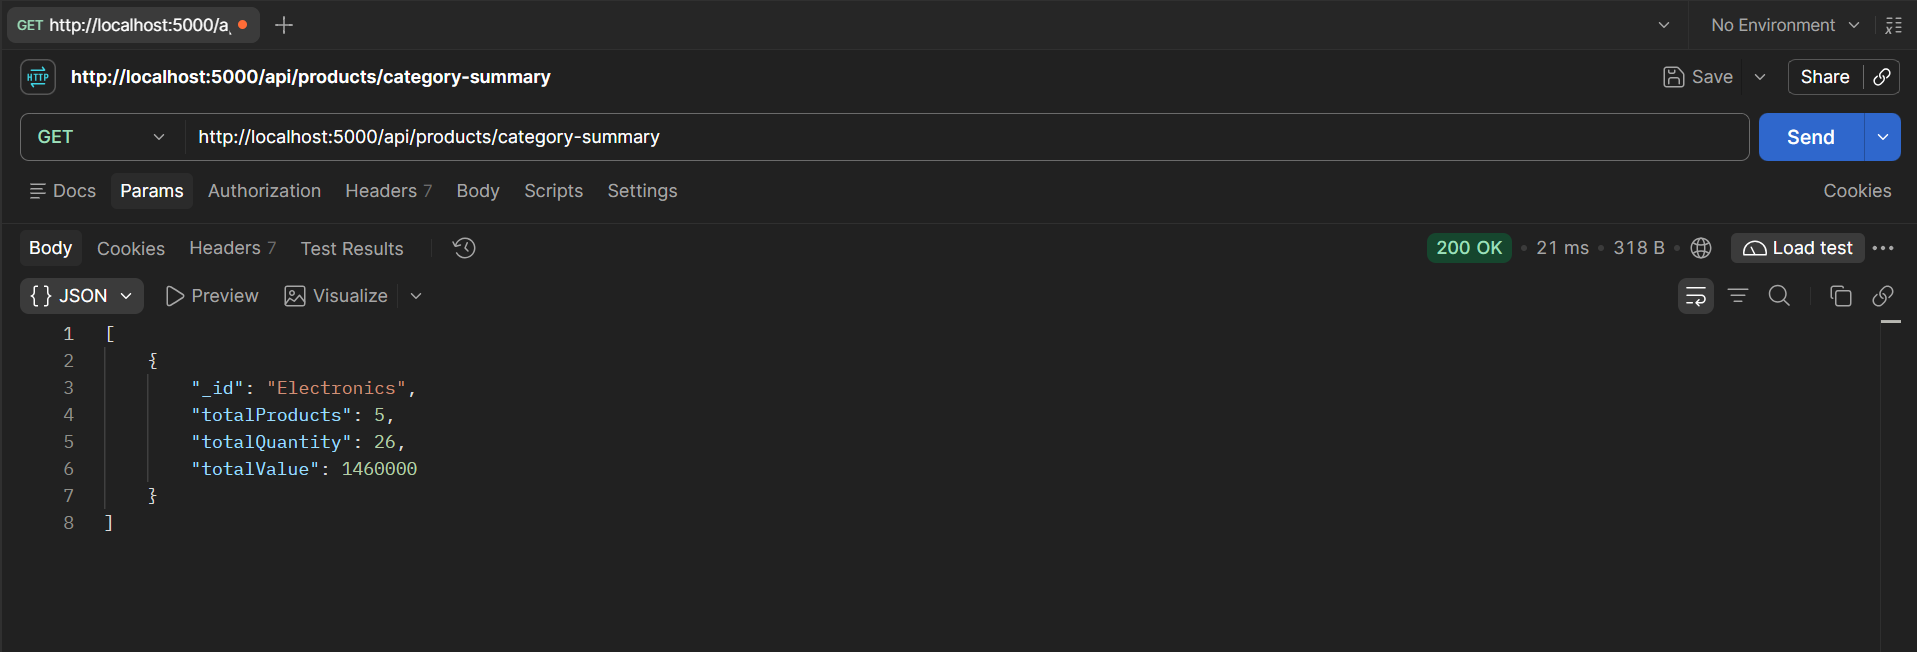 GET http://localhost:5000/a
No Environment
HTTP http://localhost:5000/api/products/category-summary
Save
Share
GET http://localhost:5000/api/products/category-summary
Send
Docs Params Authorization Headers 7 Body Scripts Settings Cookies
Body Cookies Headers 7 Test Results 200 OK • 21 ms • 318 B • Load test
{} JSON Preview Visualize
1 [
2 {
3 "_id": "Electronics",
4 "totalProducts": 5,
5 "totalQuantity": 26,
6 "totalValue": 1460000
7 }
8 ]